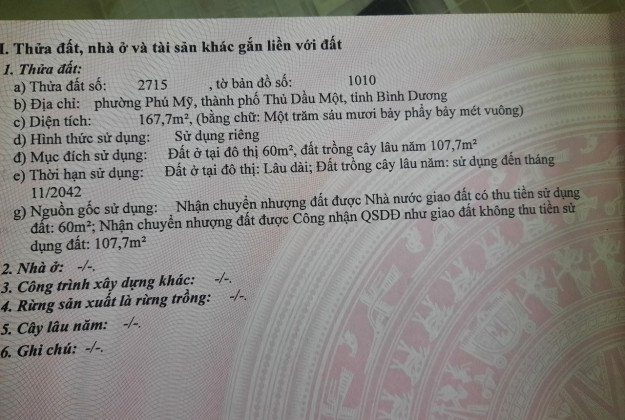 I. Thửa đất, nhà ở và tài sản khác gắn liền với đất
1. Thửa đất:
a) Thửa đất số: 2715 , tờ bản đồ số: 1010
b) Địa chỉ: phường Phú Mỹ, thành phố Thủ Dầu Một, tỉnh Bình Dương
c) Diện tích: 167,7m², (bằng chữ: Một trăm sáu mươi bảy phẩy bảy mét vuông)
d) Hình thức sử dụng: Sử dụng riêng
đ) Mục đích sử dụng: Đất ở tại đô thị 60m², đất trồng cây lâu năm 107,7m²
e) Thời hạn sử dụng: Đất ở tại đô thị: Lâu dài; Đất trồng cây lâu năm: sử dụng đến tháng
11/2042
g) Nguồn gốc sử dụng: Nhận chuyển nhượng đất được Nhà nước giao đất có thu tiền sử dụng
đất: 60m²; Nhận chuyển nhượng đất được Công nhận QSDĐ như giao đất không thu tiền sử
dụng đất: 107,7m²
2. Nhà ở: -/-.
3. Công trình xây dựng khác: -/-.
4. Rừng sản xuất là rừng trồng: -/-.
5. Cây lâu năm: -/-.
6. Ghi chú: -/-.